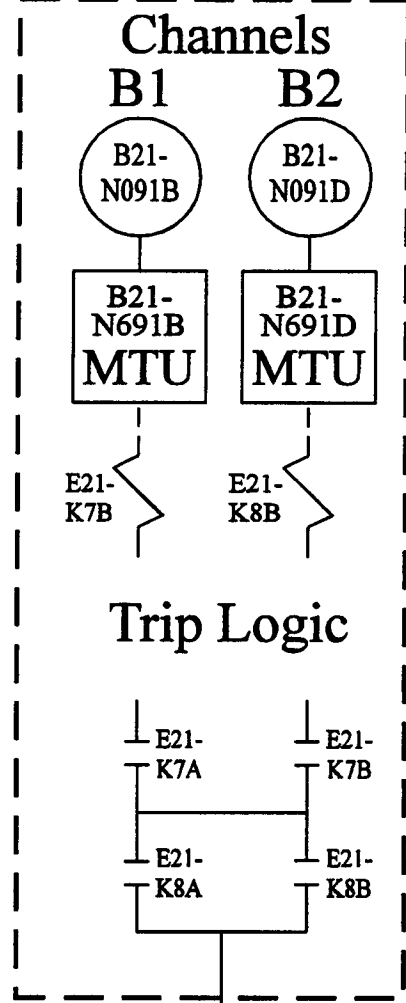 Channels
B1 B2
B21- B21-
N091B N091D
B21- B21-
N691B N691D
MTU MTU
E21- E21-
K7B K8B
Trip Logic
E21- E21-
K7A K7B
E21- E21-
K8A K8B